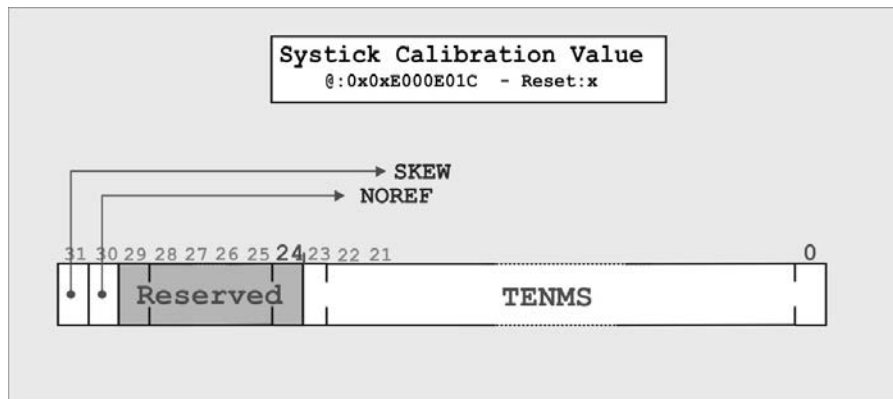 Systick Calibration Value
@:0x0xE000E01C - Reset:x
SKEW
NOREF
31 30 29 28 27 26 25 24 23 22 21 0
Reserved TENMS